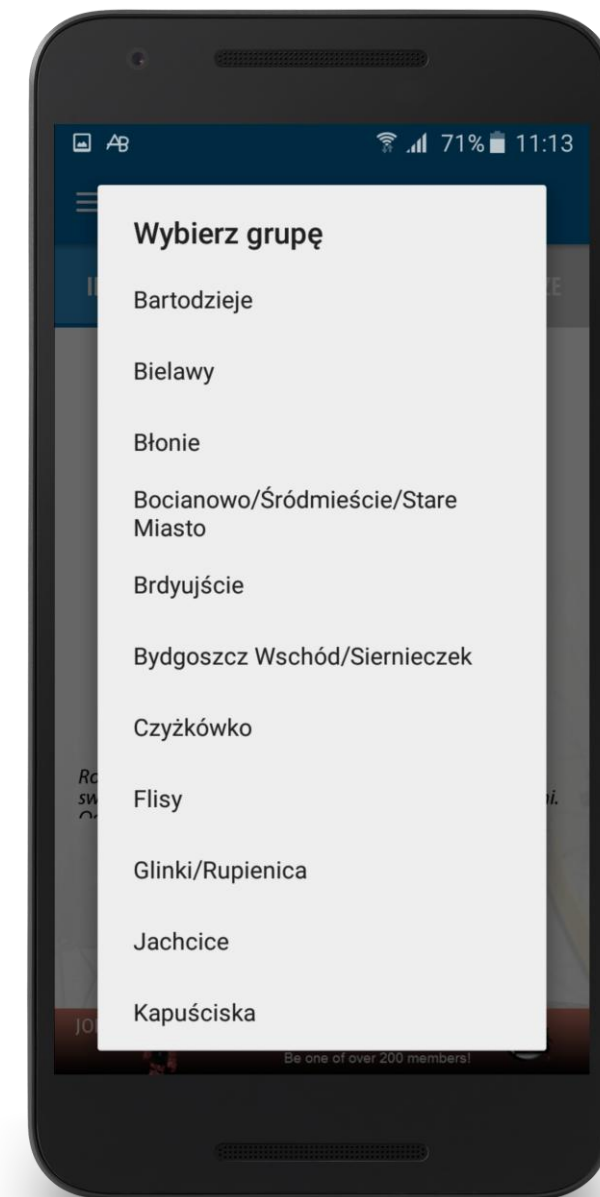 AB 71% 11:13
Wybierz grupę
Bartodzieje
Bielawy
Błonie
Bocianowo/Śródmieście/Stare
Miasto
Brdyujście
Bydgoszcz Wschód/Siernieczek
Czyżkówko
Flisy
Glinki/Rupienica
Jachcice
Kapuściska
Be one of over 200 members!